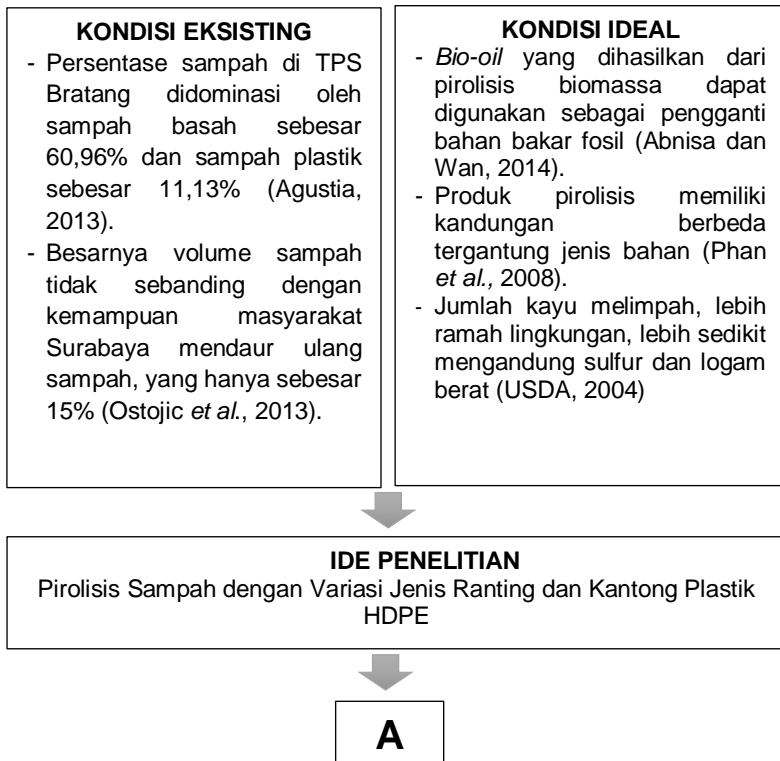 KONDISI EKSISTING
- Persentase sampah di TPS
Bratang didominasi oleh
sampah basah sebesar
60,96% dan sampah plastik
sebesar 11,13% (Agustia,
2013).
- Besarnya volume sampah
tidak sebanding dengan
kemampuan masyarakat
Surabaya mendaur ulang
sampah, yang hanya sebesar
15% (Ostojic et al., 2013).
KONDISI IDEAL
- Bio-oil yang dihasilkan dari
pirolisis biomassa dapat
digunakan sebagai pengganti
bahan bakar fosil (Abnisa dan
Wan, 2014).
- Produk pirolisis memiliki
kandungan berbeda
tergantung jenis bahan (Phan
et al., 2008).
- Jumlah kayu melimpah, lebih
ramah lingkungan, lebih sedikit
mengandung sulfur dan logam
berat (USDA, 2004)
IDE PENELITIAN
Pirolisis Sampah dengan Variasi Jenis Ranting dan Kantong Plastik
HDPE
A